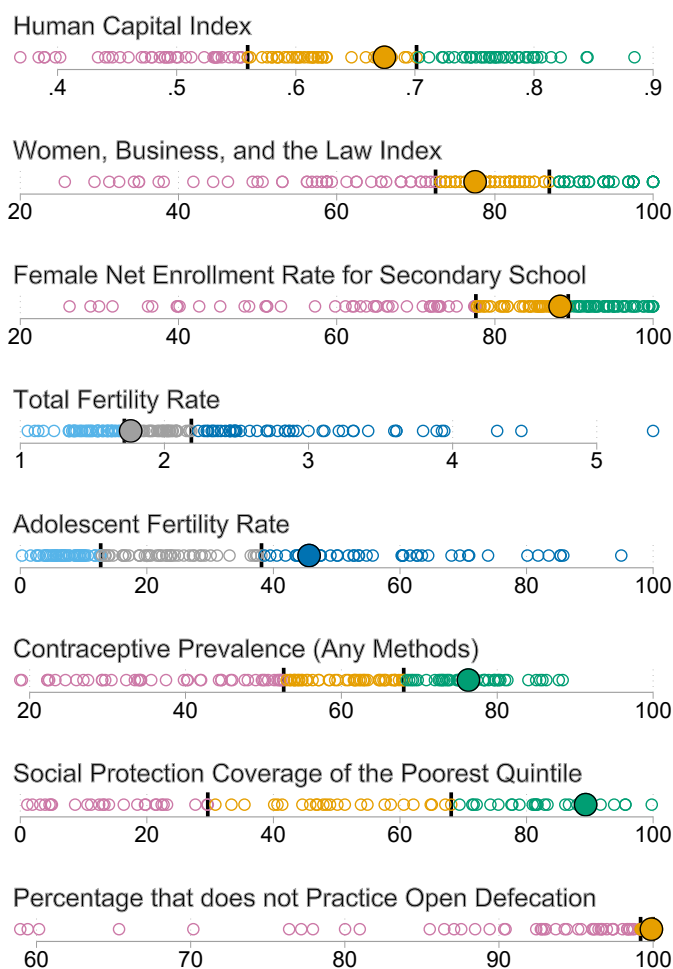 Human Capital Index
.4 .5 .6 .7 .8 .9
Women, Business, and the Law Index
20 40 60 80 100
Female Net Enrollment Rate for Secondary School
20 40 60 80 100
Total Fertility Rate
1 2 3 4 5
Adolescent Fertility Rate
0 20 40 60 80 100
Contraceptive Prevalence (Any Methods)
20 40 60 80 100
Social Protection Coverage of the Poorest Quintile
0 20 40 60 80 100
Percentage that does not Practice Open Defecation
60 70 80 90 100